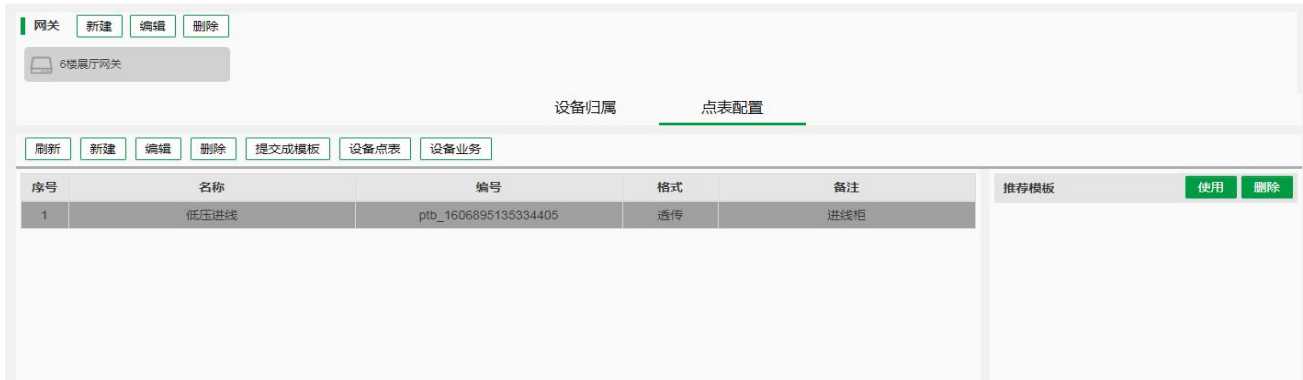 网关 新建 编辑 删除
6楼展厅网关
设备归属 点表配置
刷新 新建 编辑 删除 提交成模板 设备点表 设备业务
序号 名称 编号 格式 备注 推荐模板 使用 删除
1 低压进线 ptb_1606895135334405 透传 进线柜